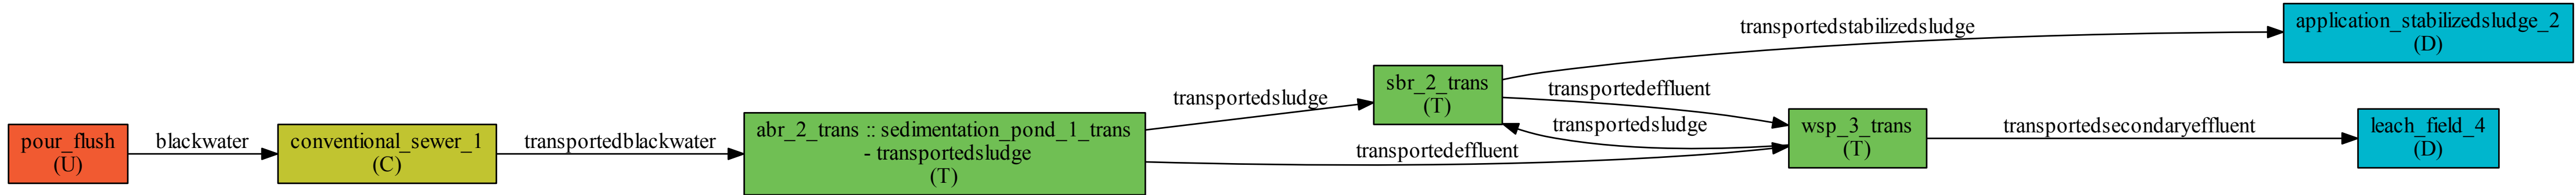 pour_flush
(U)
blackwater
conventional_sewer_1
(C)
transportedblackwater
abr_2_trans :: sedimentation_pond_1_trans
- transportedsludge
(T)
transportedsludge
transportedeffluent
sbr_2_trans
(T)
transportedstabilizedsludge
transportedeffluent
transportedsludge
wsp_3_trans
(T)
transportedsecondaryeffluent
application_stabilizedsludge_2
(D)
leach_field_4
(D)